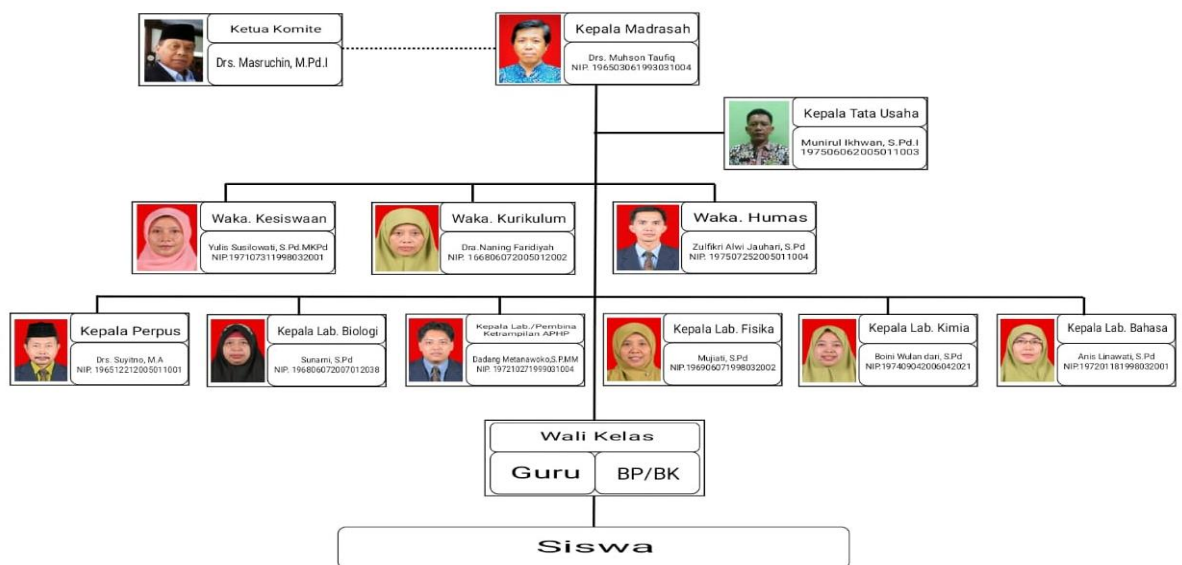 Ketua Komite
Drs. Masruchin, M.Pd.I
Kepala Madrasah
Drs. Muhson Taufiq
NIP. 196503061993031004
Kepala Tata Usaha
Munirul Ikhwan, S.Pd.I
197506062005011003
Waka. Kesiswaan
Yulis Susilowati, S.Pd.MKPd
NIP.197107311998032001
Waka. Kurikulum
Dra.Naning Faridiyah
NIP. 166806072005012002
Waka. Humas
Zulfikri Alwi Jauhari, S.Pd
NIP. 197507252005011004
Kepala Perpus
Drs. Suyitno, M.A
NIP. 196512212005011001
Kepala Lab. Biologi
Sunarni, S.Pd
NIP. 196806072007012038
Kepala Lab./Pembina
Ketrampilan APHP
Dadang Metanawoko,S.P.MM
NIP. 197210271999031004
Kepala Lab. Fisika
Mujiati, S.Pd
NIP.196906071998032002
Kepala Lab. Kimia
Boini Wulandari, S.Pd
NIP.197409042006042021
Kepala Lab. Bahasa
Anis Linawati, S.Pd
NIP.197201181998032001
Wali Kelas
Guru
BP/BK
Siswa